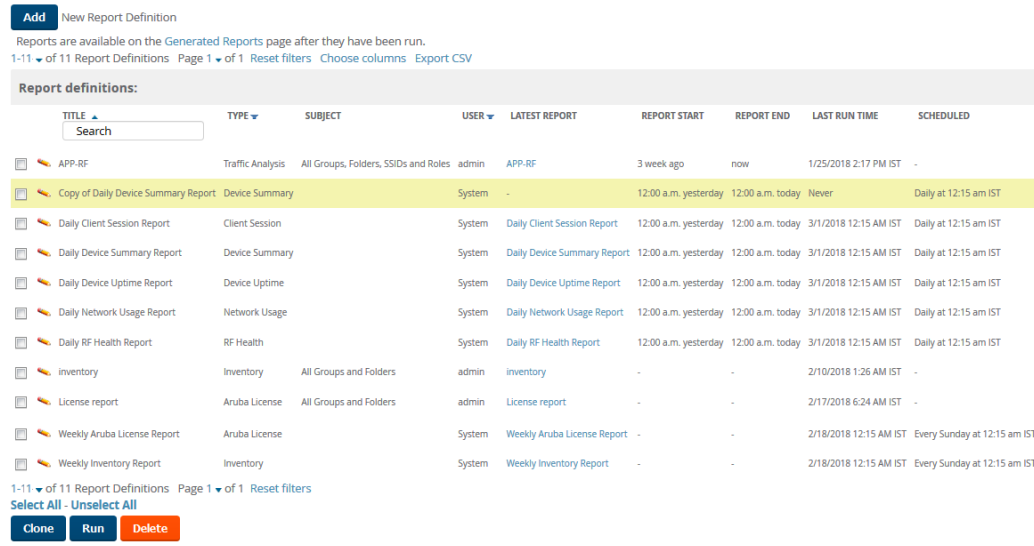 Add New Report Definition
Reports are available on the Generated Reports page after they have been run.
1-11 of 11 Report Definitions Page 1 of 1 Reset filters Choose columns Export CSV
Report definitions:
TITLE TYPE SUBJECT USER LATEST REPORT REPORT START REPORT END LAST RUN TIME SCHEDULED
Search
APP-RF Traffic Analysis All Groups, Folders, SSIDs and Roles admin APP-RF 3 week ago now 1/25/2018 2:17 PM IST -
Copy of Daily Device Summary Report Device Summary System - 12:00 a.m. yesterday 12:00 a.m. today Never Daily at 12:15 am IST
Daily Client Session Report Client Session System Daily Client Session Report 12:00 a.m. yesterday 12:00 a.m. today 3/1/2018 12:15 AM IST Daily at 12:15 am IST
Daily Device Summary Report Device Summary System Daily Device Summary Report 12:00 a.m. yesterday 12:00 a.m. today 3/1/2018 12:15 AM IST Daily at 12:15 am IST
Daily Device Uptime Report Device Uptime System Daily Device Uptime Report 12:00 a.m. yesterday 12:00 a.m. today 3/1/2018 12:15 AM IST Daily at 12:15 am IST
Daily Network Usage Report Network Usage System Daily Network Usage Report 12:00 a.m. yesterday 12:00 a.m. today 3/1/2018 12:15 AM IST Daily at 12:15 am IST
Daily RF Health Report RF Health System Daily RF Health Report 12:00 a.m. yesterday 12:00 a.m. today 3/1/2018 12:15 AM IST Daily at 12:15 am IST
inventory Inventory All Groups and Folders admin inventory - - 2/10/2018 1:26 AM IST -
License report Aruba License All Groups and Folders admin License report - - 2/17/2018 6:24 AM IST -
Weekly Aruba License Report Aruba License System Weekly Aruba License Report - - 2/18/2018 12:15 AM IST Every Sunday at 12:15 am IST
Weekly Inventory Report Inventory System Weekly Inventory Report - - 2/18/2018 12:15 AM IST Every Sunday at 12:15 am IST
1-11 of 11 Report Definitions Page 1 of 1 Reset filters
Select All - Unselect All
Clone Run Delete